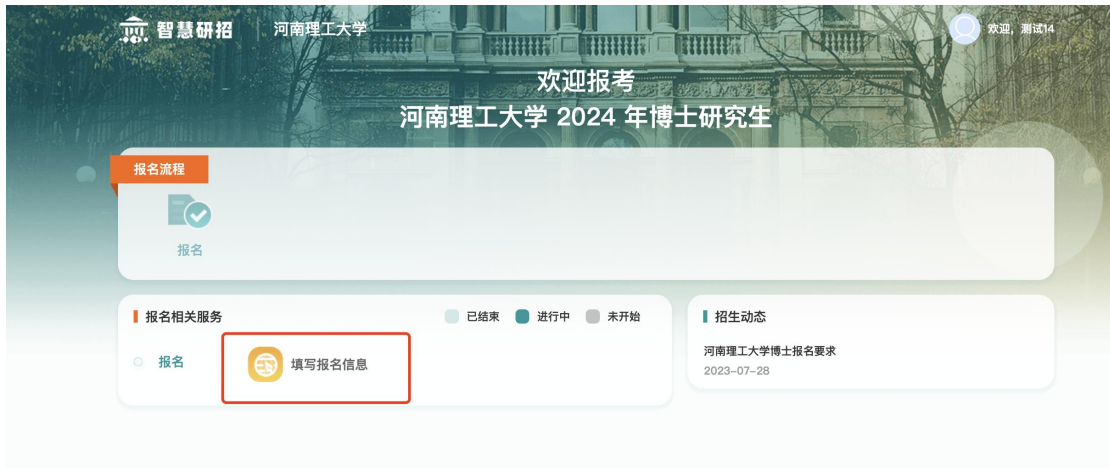 智慧研招 河南理工大学 欢迎，测试14
欢迎报考
河南理工大学 2024 年博士研究生
报名流程
报名
报名相关服务 已结束 进行中 未开始
报名 填写报名信息
招生动态
河南理工大学博士报名要求
2023-07-28